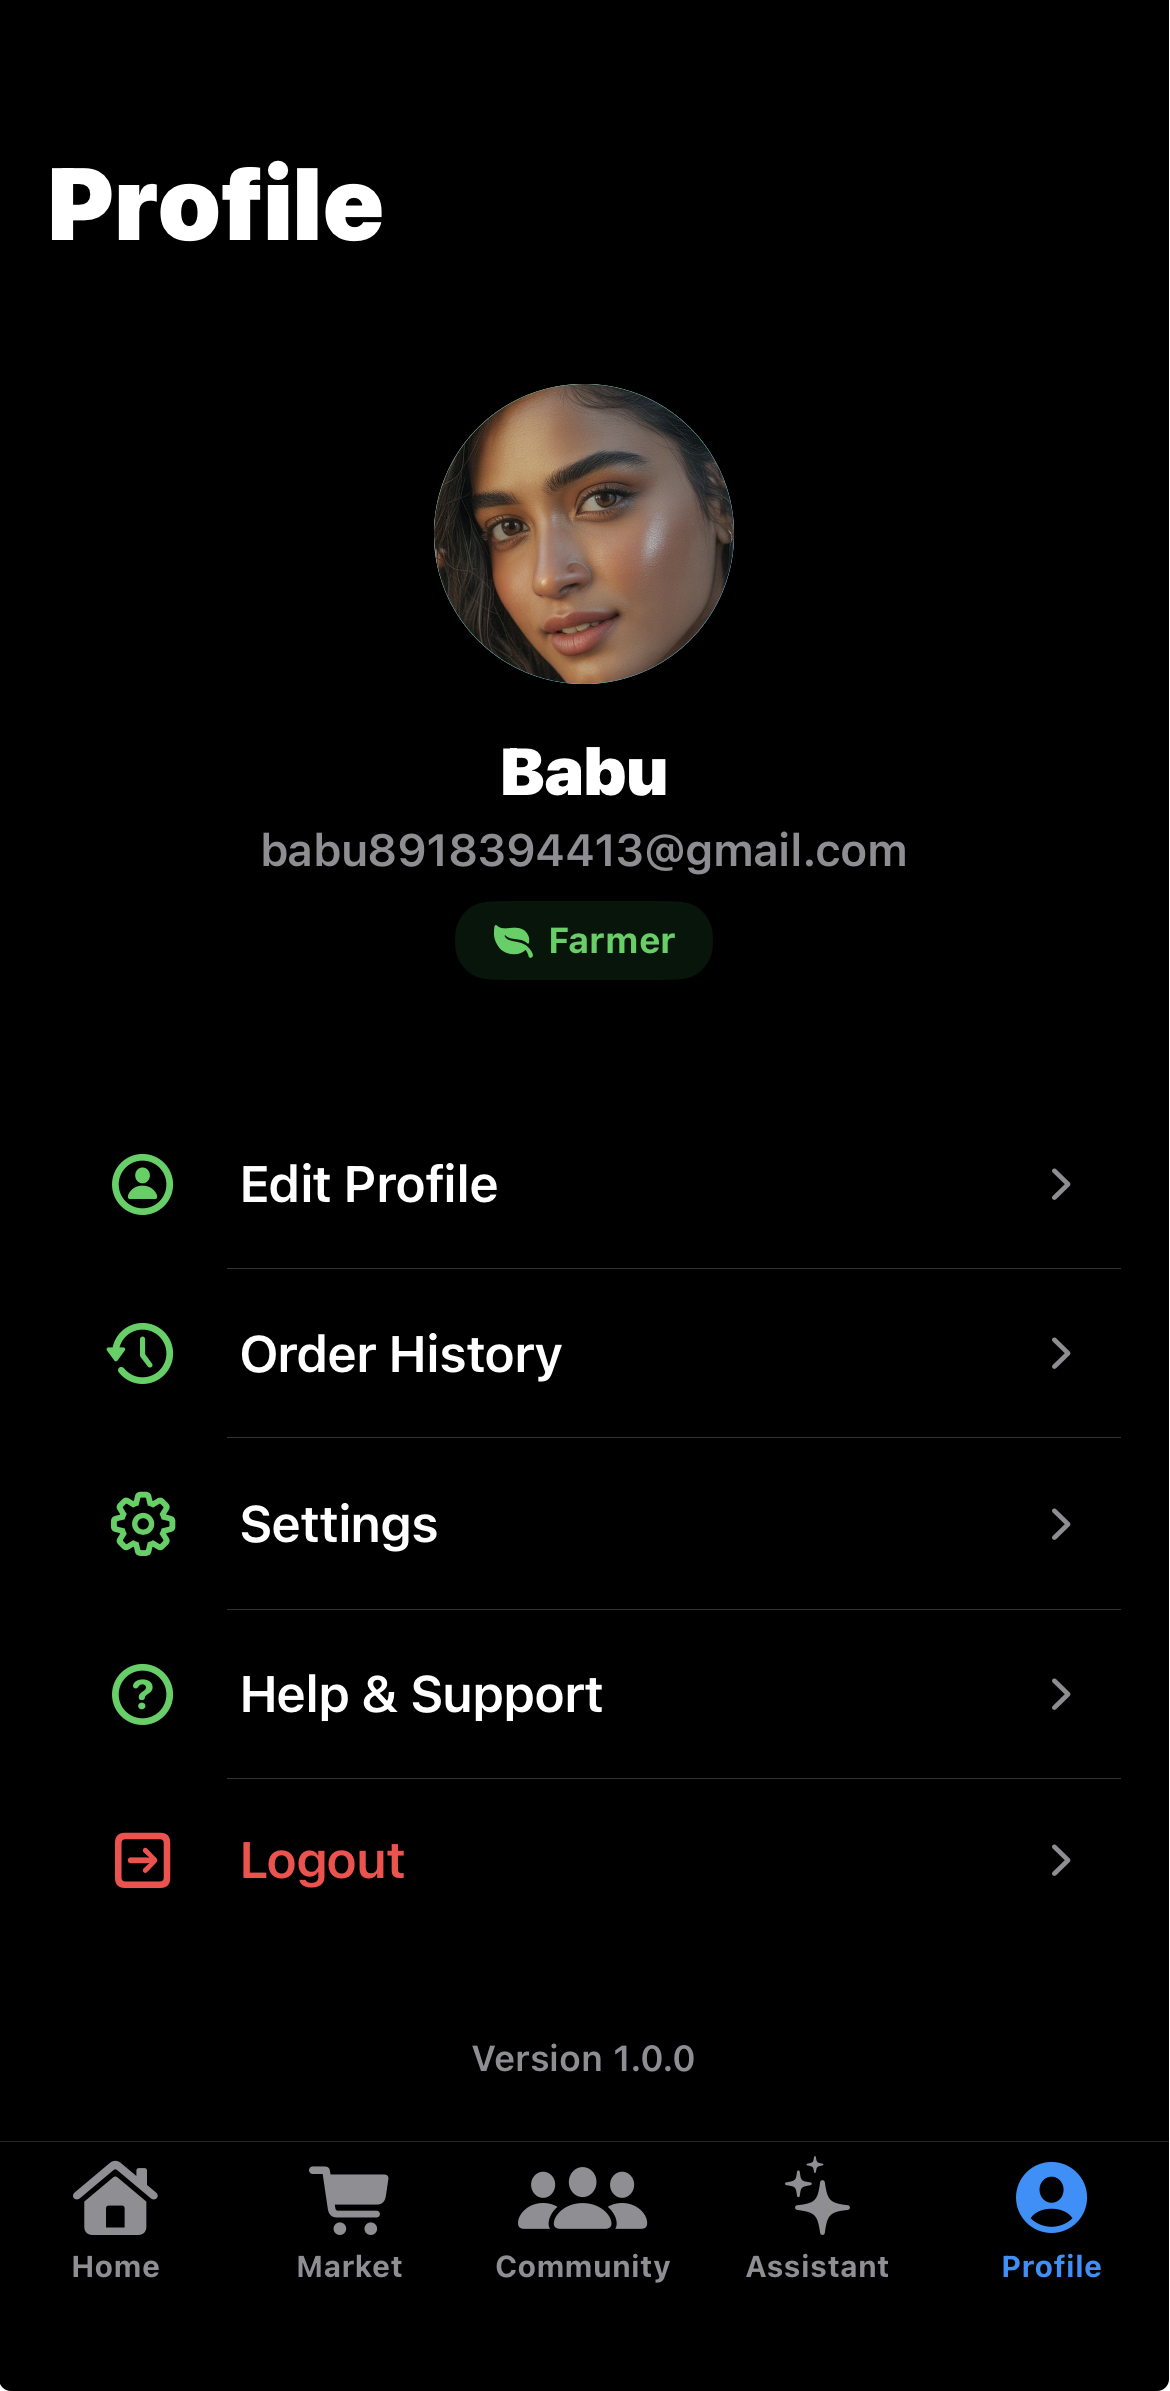 Profile
Babu
babu8918394413@gmail.com
Farmer
Edit Profile
Order History
Settings
Help & Support
Logout
Version 1.0.0
Home Market Community Assistant Profile